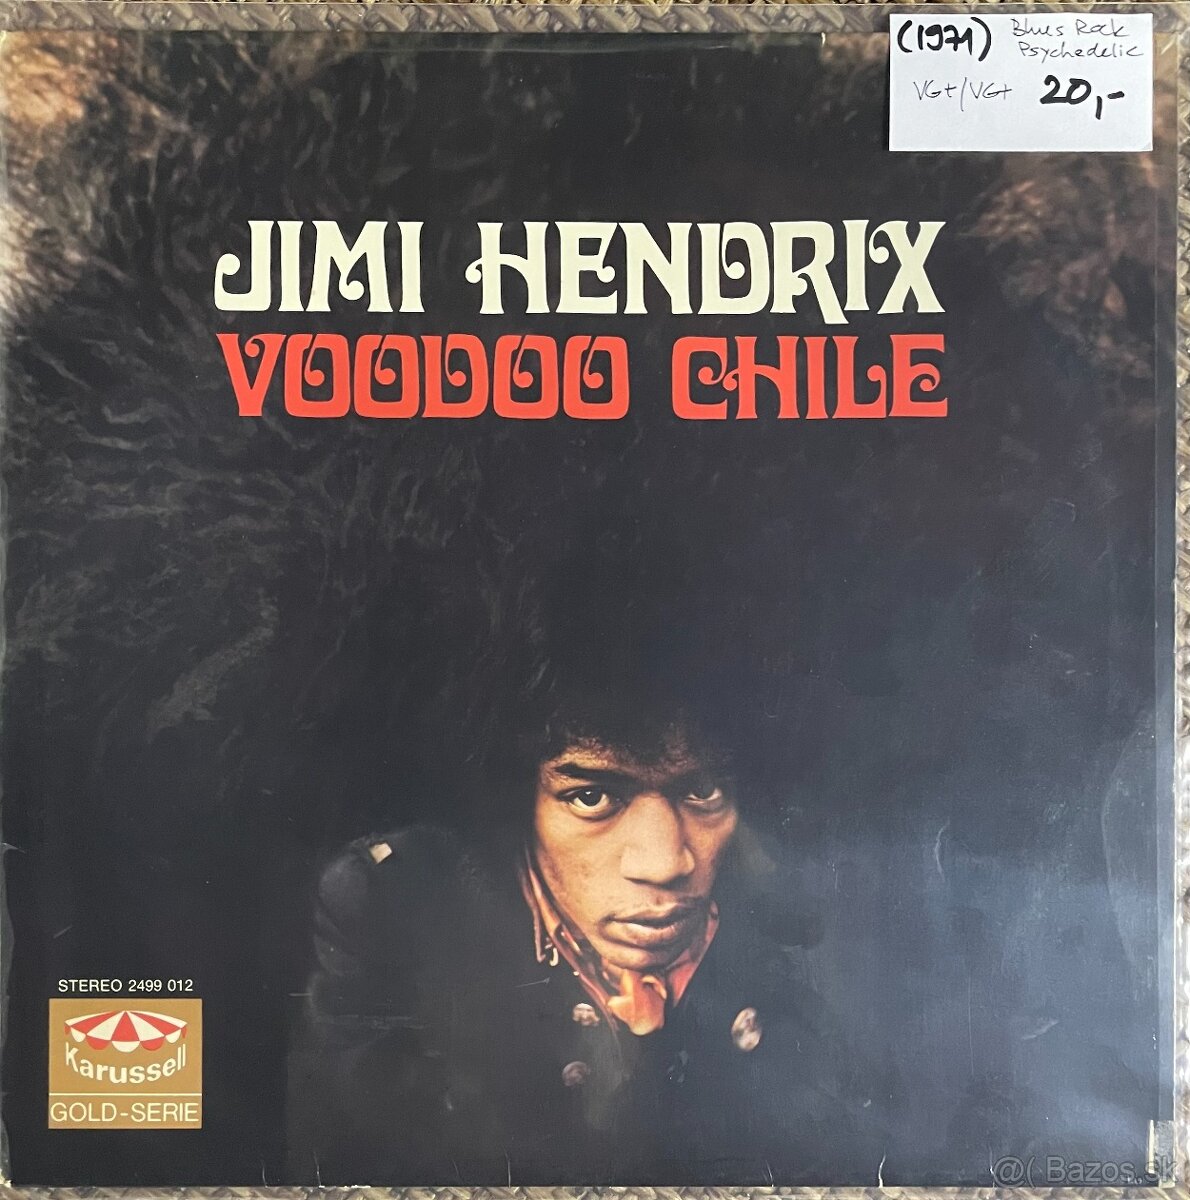 (1971) Blues Rock
Psychedelic
VG+/VG+ 20,-
JIMI HENDRIX
VOODOO CHILE
STEREO 2499 012
Karussell
GOLD-SERIE
@( Bazos.sk